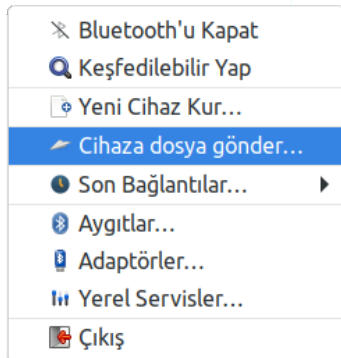 Bluetooth'u Kapat
Keşfedilebilir Yap
Yeni Cihaz Kur...
Cihaza dosya gönder...
Son Bağlantılar...
Aygıtlar...
Adaptörler...
Yerel Servisler...
Çıkış